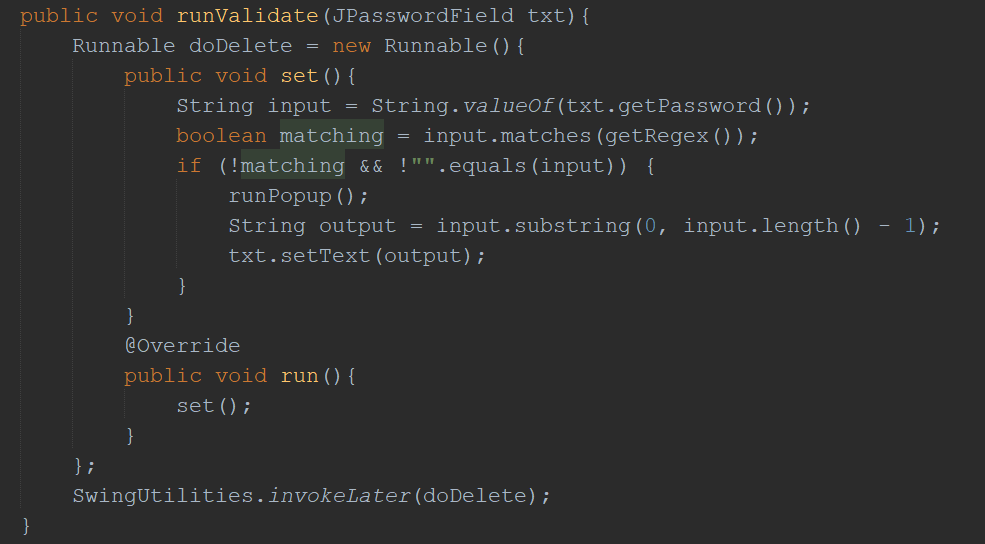 public void runValidate(JPasswordField txt){
    Runnable doDelete = new Runnable(){
        public void set(){
            String input = String.valueOf(txt.getPassword());
            boolean matching = input.matches(getRegex());
            if (!matching && !"".equals(input)) {
                runPopup();
                String output = input.substring(0, input.length() - 1);
                txt.setText(output);
            }
        }
        @Override
        public void run(){
            set();
        }
    };
    SwingUtilities.invokeLater(doDelete);
}